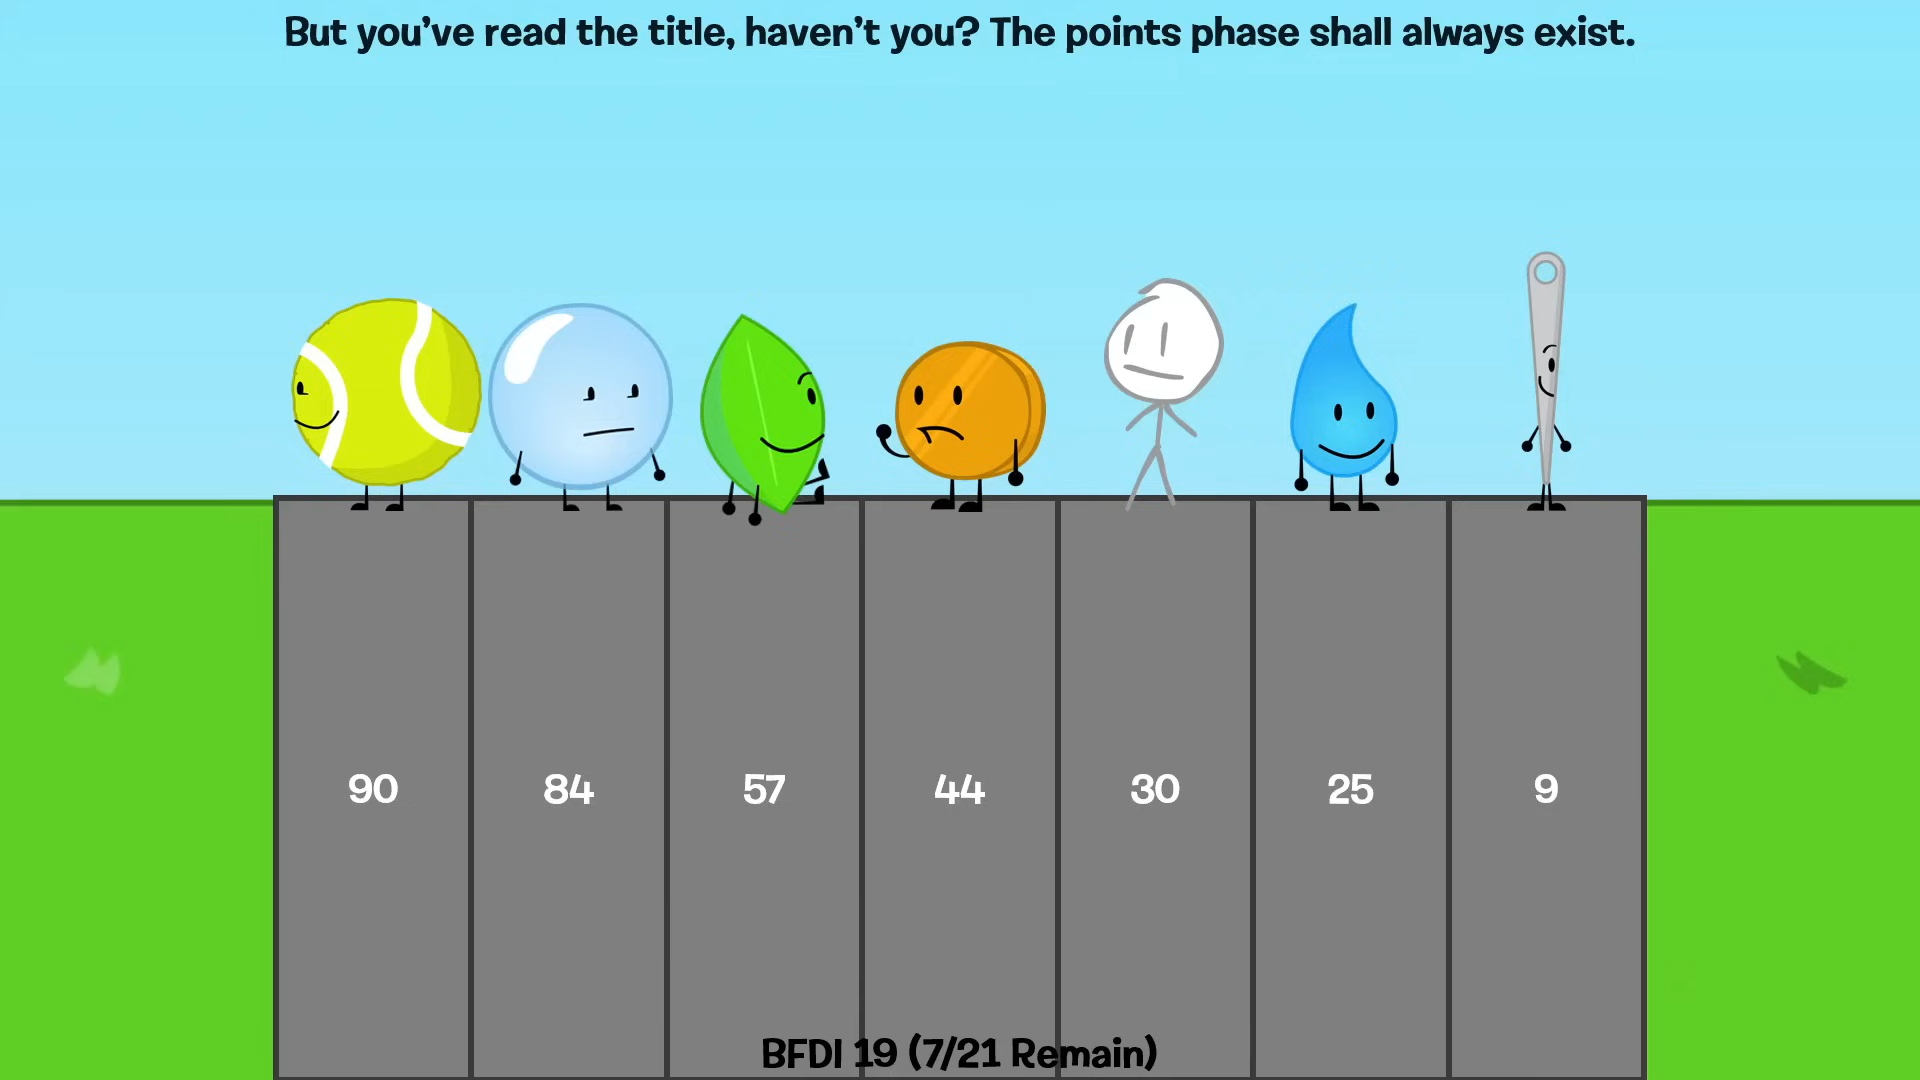 But you've read the title, haven't you? The points phase shall always exist.
90 84 57 44 30 25 9
BFDI 19 (7/21 Remain)